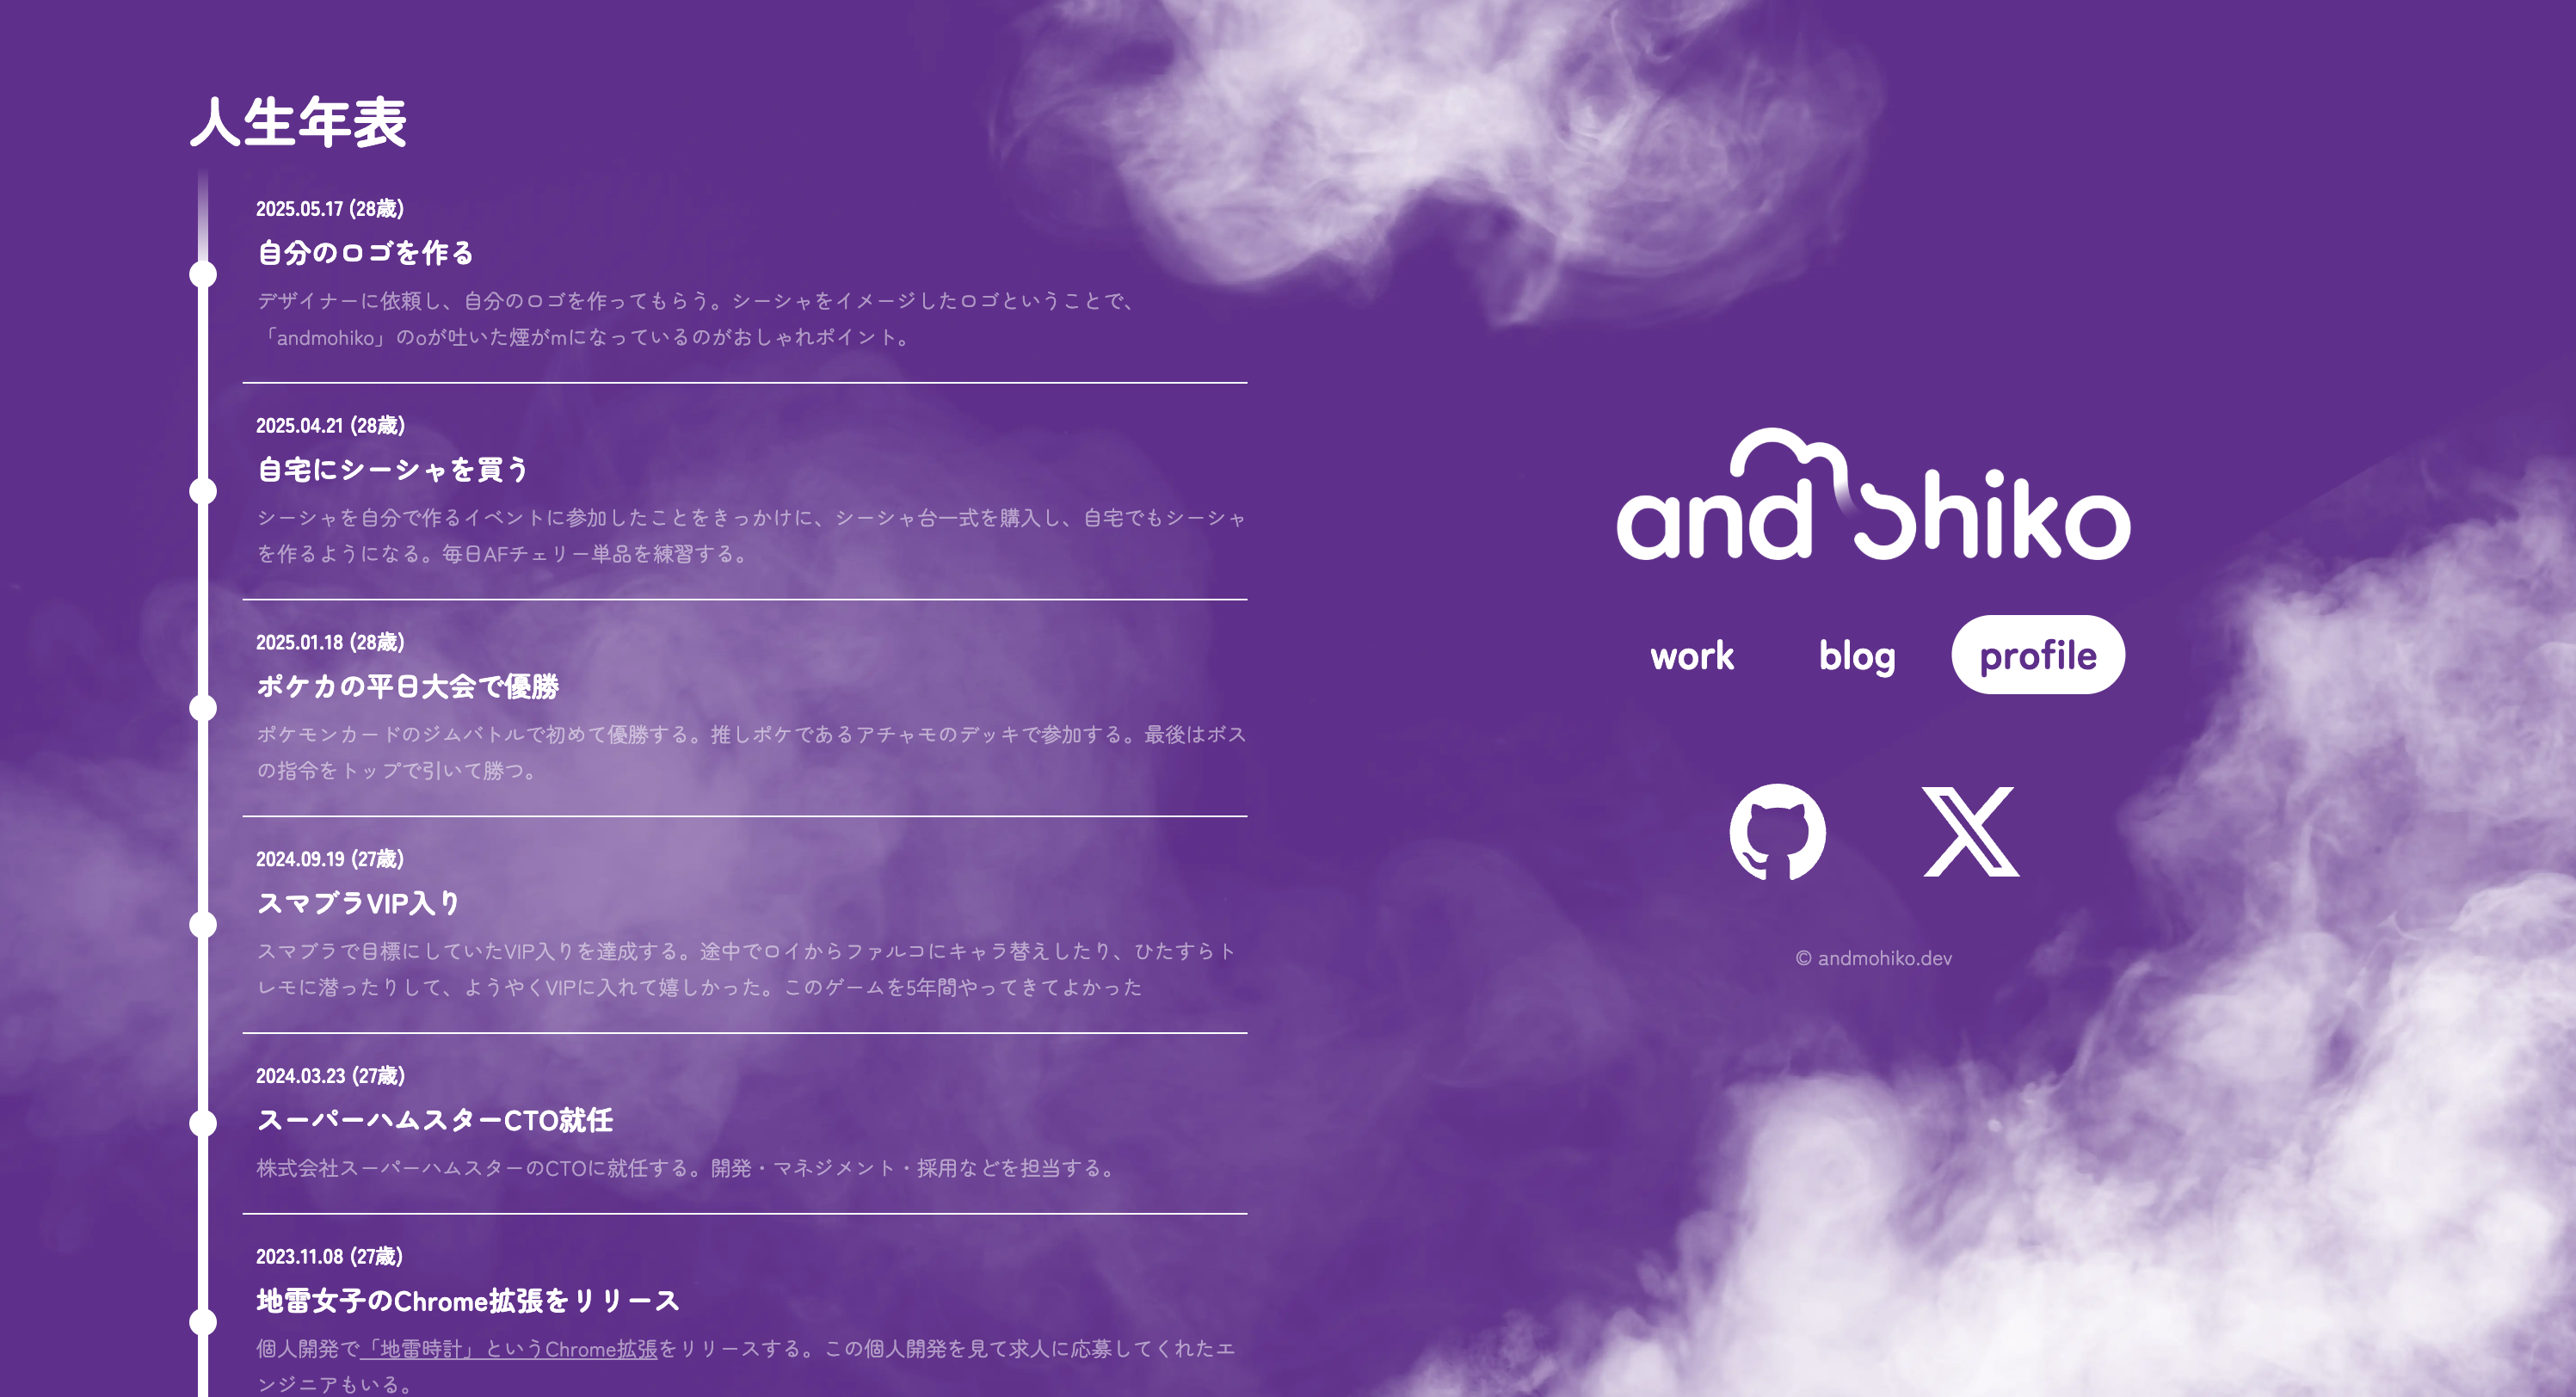 人生年表
2025.05.17 (28歳)
自分のロゴを作る
デザイナーに依頼し、自分のロゴを作ってもらう。シーシャをイメージしたロゴということで、
「andmohiko」のoが吐いた煙がmになっているのがおしゃれポイント。
2025.04.21 (28歳)
自宅にシーシャを買う
シーシャを自分で作るイベントに参加したことをきっかけに、シーシャ台一式を購入し、自宅でもシーシャ
を作るようになる。毎日AFチェリー単品を練習する。
2025.01.18 (28歳)
ポケカの平日大会で優勝
ポケモンカードのジムバトルで初めて優勝する。推しポケであるアチャモのデッキで参加する。最後はボス
の指令をトップで引いて勝つ。
2024.09.19 (27歳)
スマブラVIP入り
スマブラで目標にしていたVIP入りを達成する。途中でロイからファルコにキャラ替えしたり、ひたすらト
レモに潜ったりして、ようやくVIPに入れて嬉しかった。このゲームを5年間やってきてよかった
2024.03.23 (27歳)
スーパーハムスターCTO就任
株式会社スーパーハムスターのCTOに就任する。開発・マネジメント・採用などを担当する。
2023.11.08 (27歳)
地雷女子のChrome拡張をリリース
個人開発で「地雷時計」というChrome拡張をリリースする。この個人開発を見て求人に応募してくれたエ
ンジニアもいる。
andmohiko
work blog profile
© andmohiko.dev